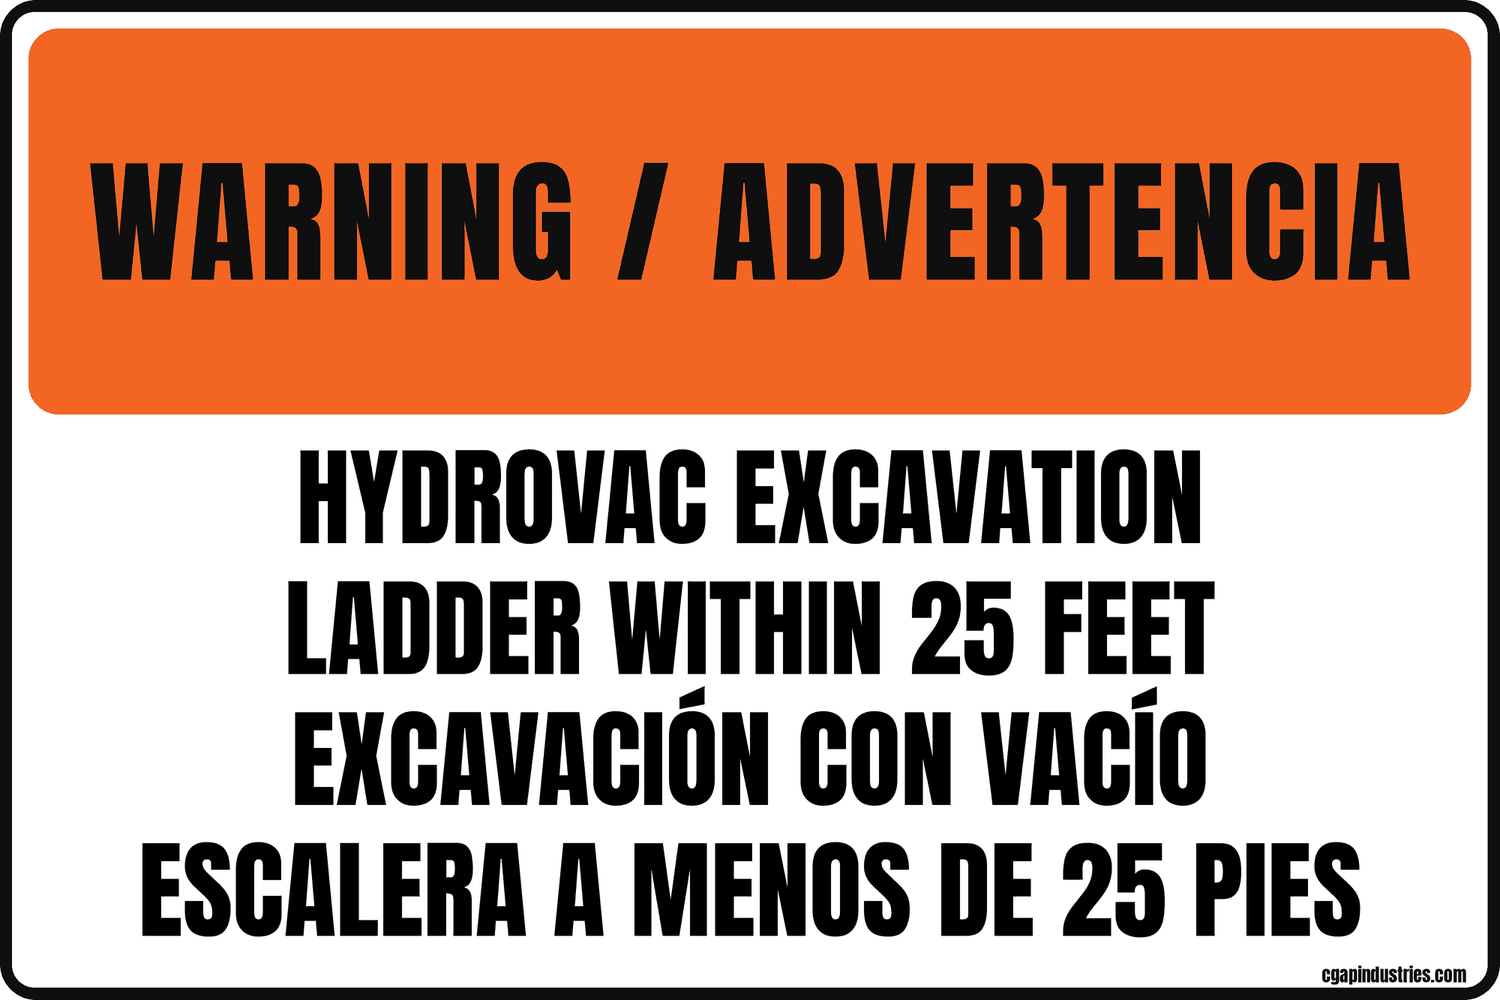 WARNING / ADVERTENCIA
HYDROVAC EXCAVATION
LADDER WITHIN 25 FEET
EXCAVACIÓN CON VACÍO
ESCALERA A MENOS DE 25 PIES
cgapindustries.com